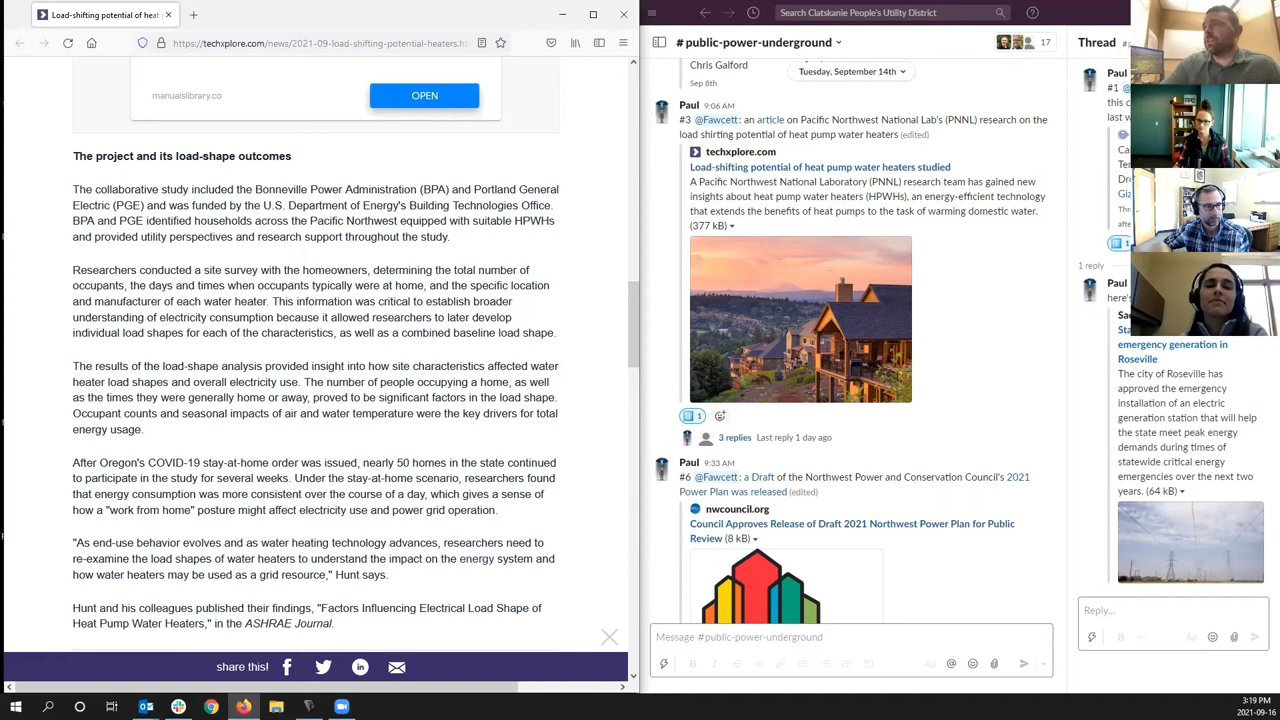 Load-shifting potential of heat
https://techxplore.com/news/2
shifting-potential-heaters.h
manualslibrary.co
OPEN
The project and its load-shape outcomes
The collaborative study included the Bonneville Power Administration (BPA) and Portland General
Electric (PGE) and was funded by the U.S. Department of Energy's Building Technologies Office.
BPA and PGE identified households across the Pacific Northwest equipped with suitable HPWHs
and provided utility perspectives and research support throughout the study.
Researchers conducted a site survey with the homeowners, determining the total number of
occupants, the days and times when occupants typically were at home, and the specific location
and manufacturer of each water heater. This information was critical to establish broader
understanding of electricity consumption because it allowed researchers to later develop
individual load shapes for each of the characteristics, as well as a combined baseline load shape.
The results of the load-shape analysis provided insight into how site characteristics affected water
heater load shapes and overall electricity use. The number of people occupying a home, as well
as the times they were generally home or away, proved to be significant factors in the load shape.
Occupant counts and seasonal impacts of air and water temperature were the key drivers for total
energy usage.
After Oregon's COVID-19 stay-at-home order was issued, nearly 50 homes in the state continued
to participate in the study for several weeks. Under the stay-at-home scenario, researchers found
that energy consumption was more consistent over the course of a day, which gives a sense of
how a "work from home" posture might affect electricity use and power grid operation.
"As end-use behavior evolves and as water heating technology advances, researchers need to
re-examine the load shapes of water heaters to understand the impact on the energy system and
how water heaters may be used as a grid resource," Hunt says.
Hunt and his colleagues published their findings, "Factors Influencing Electrical Load Shape of
Heat Pump Water Heaters," in the ASHRAE Journal.
share this!
Search Clatskanie People's Utility District
#public-power-underground
17
Chris Galford
Sep 8th
Tuesday, September 14th
Paul 9:06 AM
#3 @Fawcett: an article on Pacific Northwest National Lab's (PNNL) research on the
load shirting potential of heat pump water heaters (edited)
techxplore.com
Load-shifting potential of heat pump water heaters studied
A Pacific Northwest National Laboratory (PNNL) research team has gained new
insights about heat pump water heaters (HPWHs), an energy-efficient technology
that extends the benefits of heat pumps to the task of warming domestic water.
(377 kB)
1
3 replies Last reply 1 day ago
Paul 9:33 AM
#6 @Fawcett: a Draft of the Northwest Power and Conservation Council's 2021
Power Plan was released (edited)
nwcouncil.org
Council Approves Release of Draft 2021 Northwest Power Plan for Public
Review (8 kB)
Message #public-power-underground
Aa
Thread
Paul
#1 @
this c
last w
Ca
Ter
Dro
Giz
Thre
afte
1
1 reply
Paul
here's
Sac
Sta
emergency generation in
Roseville
The city of Roseville has
approved the emergency
installation of an electric
generation station that will help
the state meet peak energy
demands during times of
statewide critical energy
emergencies over the next two
years. (64 kB)
Reply...
Aa
3:19 PM
2021-09-16